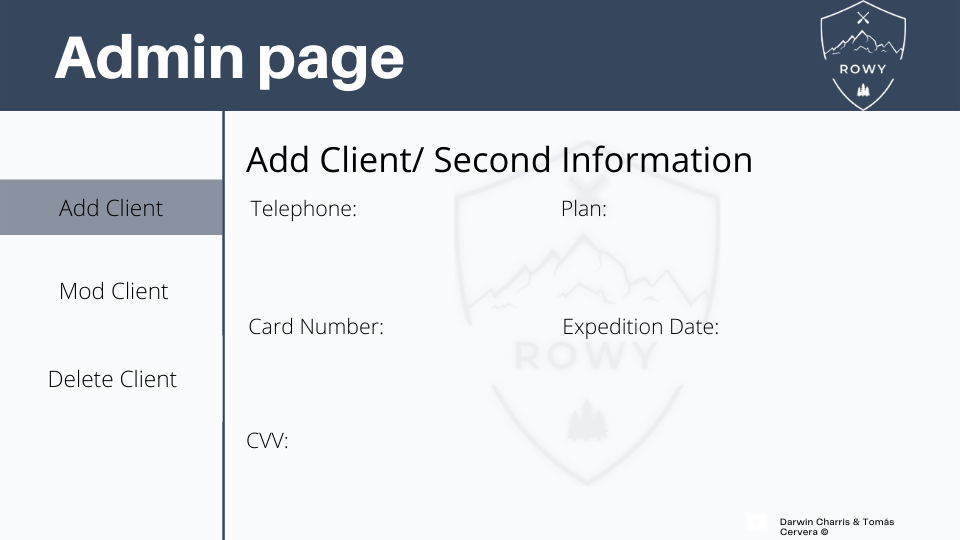 Admin page
ROWY
Add Client/ Second Information
Add Client
Telephone:
Plan:
Mod Client
Card Number:
Expedition Date:
ROWY
Delete Client
CVV:
Darwin Charris & Tomás
Cervera ©